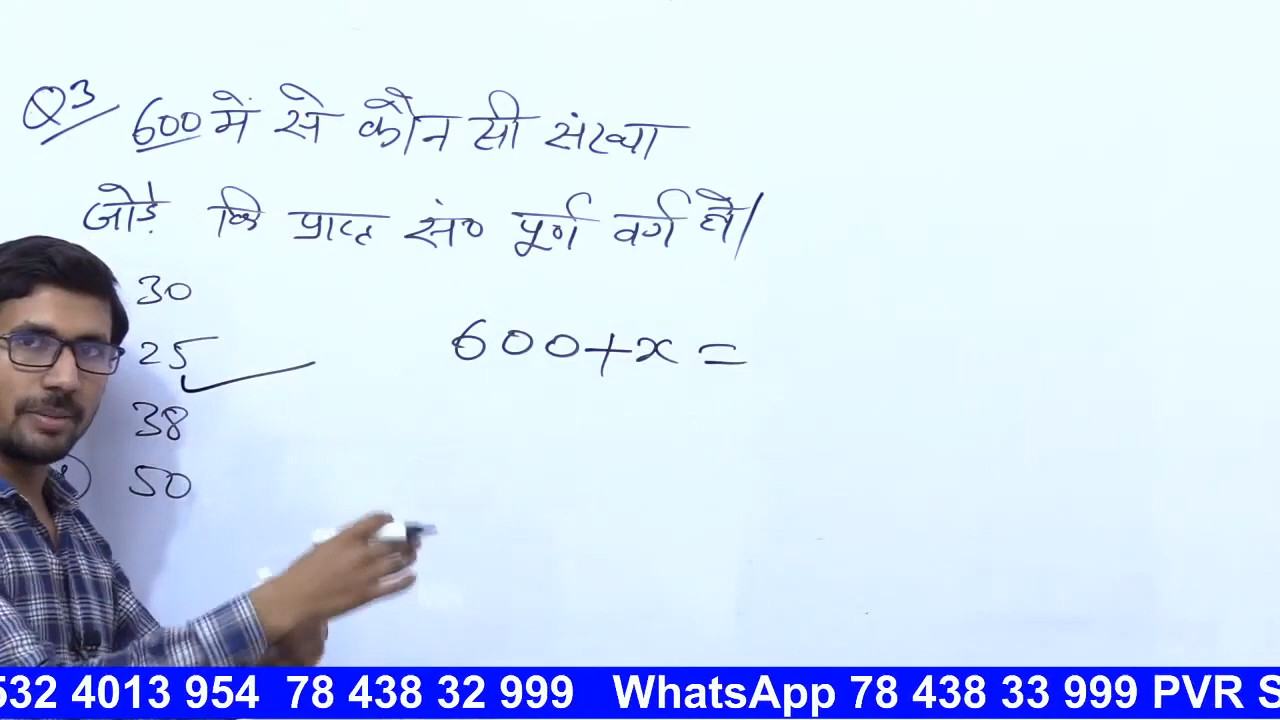 Q3 600 में से कौन सी संख्या
जोड़े कि प्राप्त सं० पूर्ण वर्ग हो।
30
25
38
50
600+x=
532 4013 954 78 438 32 999 WhatsApp 78 438 33 999 PVR S